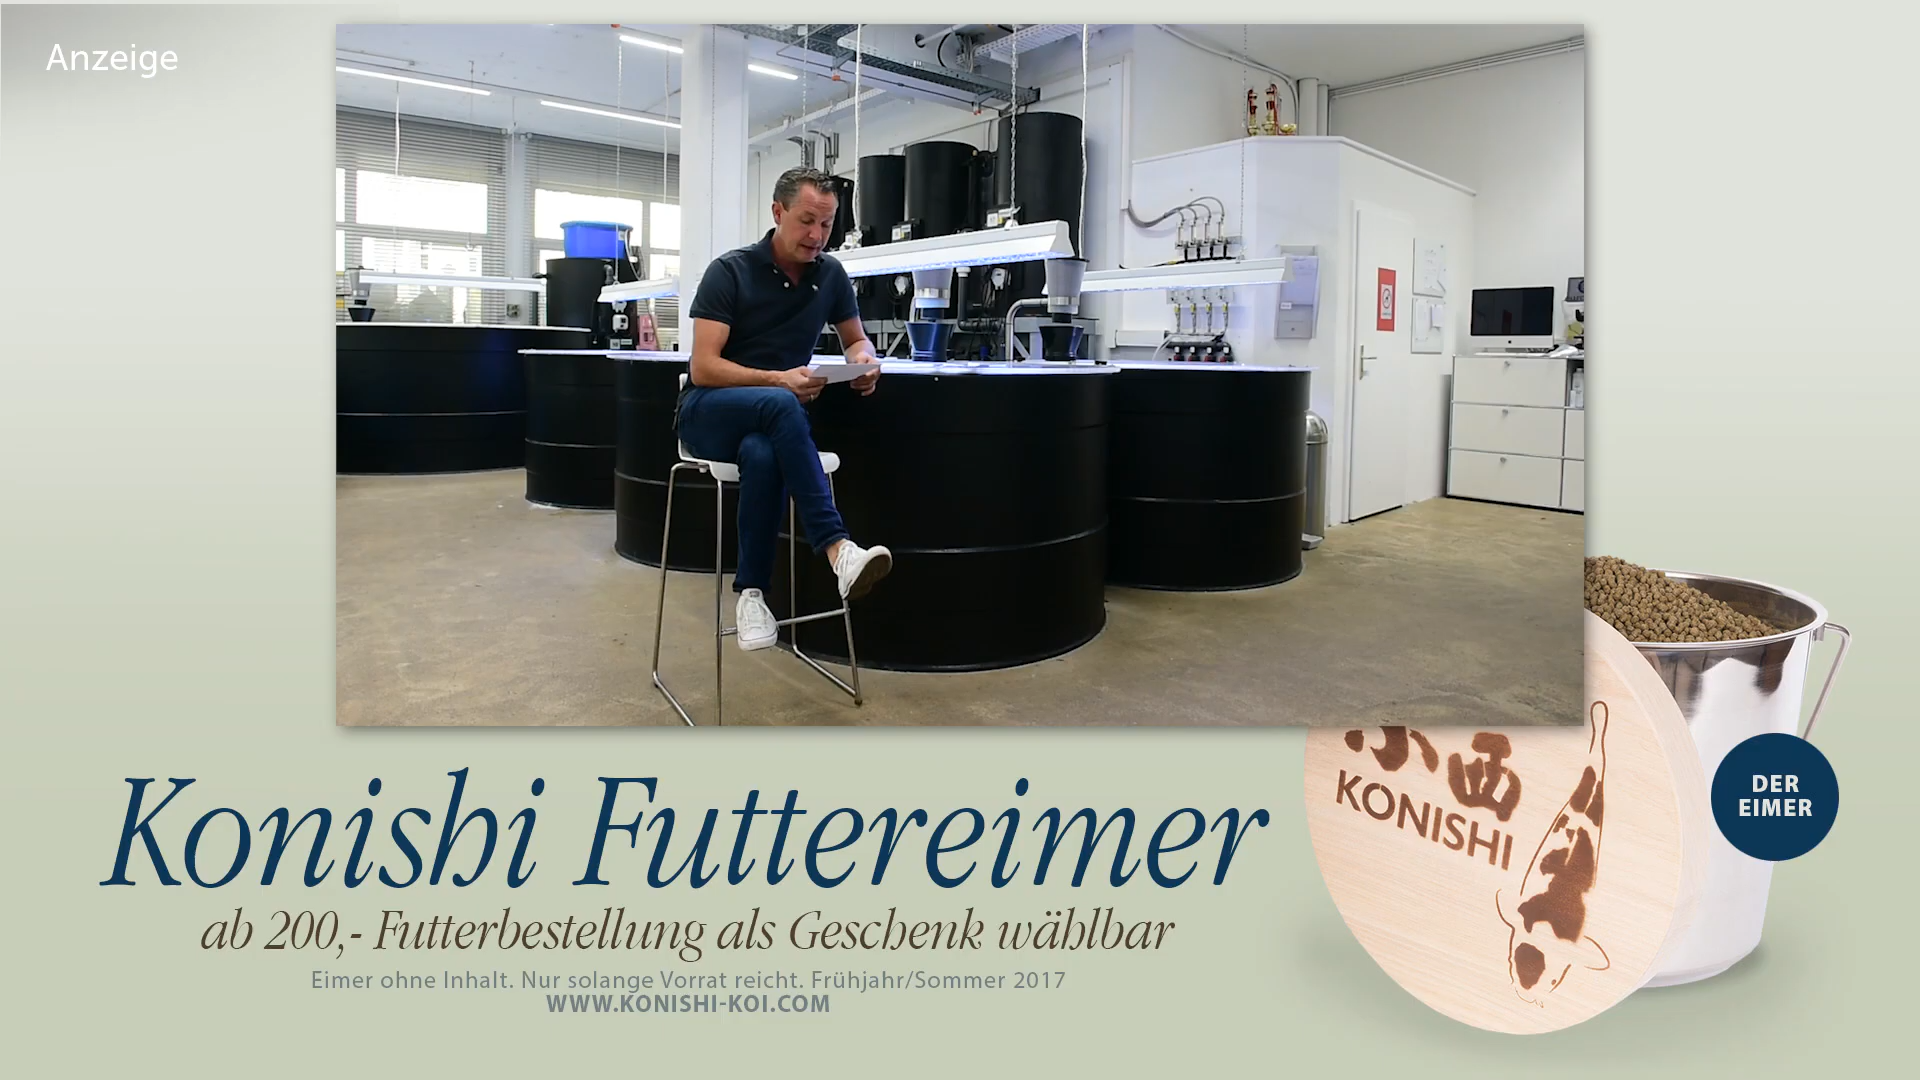 Anzeige
小西
KONISHI
DER
EIMER
Konishi Futtereimer
ab 200,- Futterbestellung als Geschenk wählbar
Eimer ohne Inhalt. Nur solange Vorrat reicht. Frühjahr/Sommer 2017
WWW.KONISHI-KOI.COM